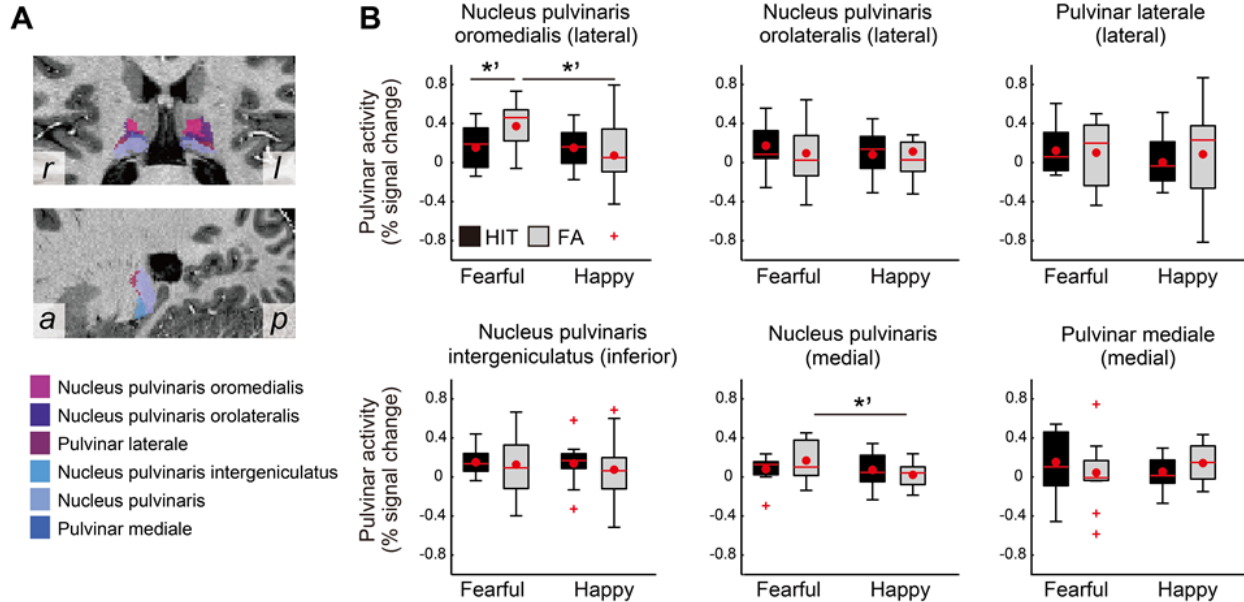 A
r
l
a
p
Nucleus pulvinaris oromedialis
Nucleus pulvinaris orolateralis
Pulvinar laterale
Nucleus pulvinaris intergeniculatus
Nucleus pulvinaris
Pulvinar mediale
B
Nucleus pulvinaris
oromedialis (lateral)
Pulvinar activity
(% signal change)
0.8
0.4
0
-0.4
-0.8
*’
*’
HIT
FA
Fearful
Happy
Nucleus pulvinaris
orolateralis (lateral)
0.8
0.4
0
-0.4
-0.8
Fearful
Happy
Pulvinar laterale
(lateral)
0.8
0.4
0
-0.4
-0.8
Fearful
Happy
Nucleus pulvinaris
intergeniculatus (inferior)
Pulvinar activity
(% signal change)
0.8
0.4
0
-0.4
-0.8
Fearful
Happy
Nucleus pulvinaris
(medial)
0.8
0.4
0
-0.4
-0.8
*’
Fearful
Happy
Pulvinar mediale
(medial)
0.8
0.4
0
-0.4
-0.8
Fearful
Happy